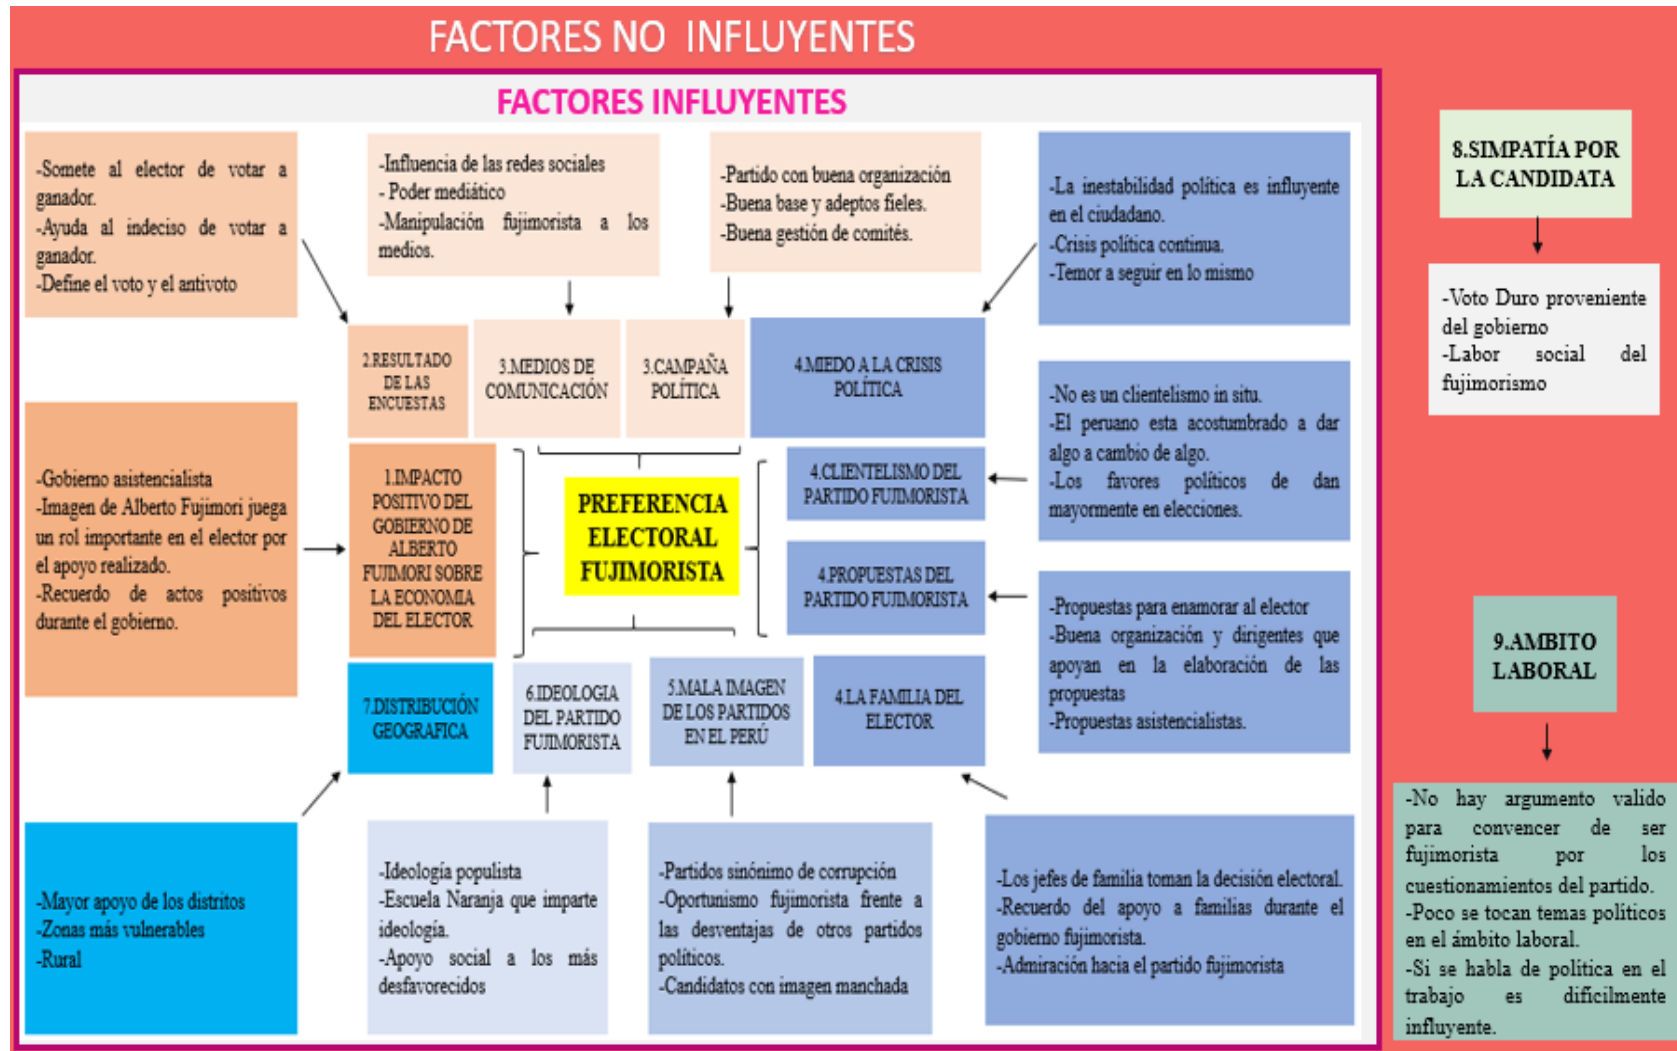 FACTORES NO INFLUYENTES
FACTORES INFLUYENTES
-Somete al elector de votar a
ganador.
-Ayuda al indeciso de votar a
ganador.
-Define el voto y el antivoto
-Influencia de las redes sociales
- Poder mediático
-Manipulación fujimorista a los
medios.
-Partido con buena organización
-Buena base y adeptos fieles.
-Buena gestión de comités.
-La inestabilidad política es influyente
en el ciudadano.
-Crisis política continua.
-Temor a seguir en lo mismo
2.RESULTADO
DE LAS
ENCUESTAS
3.MEDIOS DE
COMUNICACIÓN
3.CAMPAÑA
POLÍTICA
4.MIEDO A LA CRISIS
POLÍTICA
-Gobierno asistencialista
-Imagen de Alberto Fujimori juega
un rol importante en el elector por
el apoyo realizado.
-Recuerdo de actos positivos
durante el gobierno.
1.IMPACTO
POSITIVO DEL
GOBIERNO DE
ALBERTO
FUJIMORI SOBRE
LA ECONOMIA
DEL ELECTOR
PREFERENCIA
ELECTORAL
FUJIMORISTA
4.CLIENTELISMO DEL
PARTIDO FUJIMORISTA
-No es un clientelismo in situ.
-El peruano esta acostumbrado a dar
algo a cambio de algo.
-Los favores políticos de dan
mayormente en elecciones.
4.PROPUESTAS DEL
PARTIDO FUJIMORISTA
-Propuestas para enamorar al elector
-Buena organización y dirigentes que
apoyan en la elaboración de las
propuestas
-Propuestas asistencialistas.
7.DISTRIBUCIÓN
GEOGRAFICA
6.IDEOLOGIA
DEL PARTIDO
FUJIMORISTA
5.MALA IMAGEN
DE LOS PARTIDOS
EN EL PERÚ
4.LA FAMILIA DEL
ELECTOR
-Mayor apoyo de los distritos
-Zonas más vulnerables
-Rural
-Ideología populista
-Escuela Naranja que imparte
ideología.
-Apoyo social a los más
desfavorecidos
-Partidos sinónimo de corrupción
-Oportunismo fujimorista frente a
las desventajas de otros partidos
políticos.
-Candidatos con imagen manchada
-Los jefes de familia toman la decisión electoral.
-Recuerdo del apoyo a familias durante el
gobierno fujimorista.
-Admiración hacia el partido fujimorista
8.SIMPATÍA POR
LA CANDIDATA
-Voto Duro proveniente
del gobierno
-Labor social del
fujimorismo
9.AMBITO
LABORAL
-No hay argumento valido
para convencer de ser
fujimorista por los
cuestionamientos del partido.
-Poco se tocan temas políticos
en el ámbito laboral.
-Si se habla de política en el
trabajo es difícilmente
influyente.